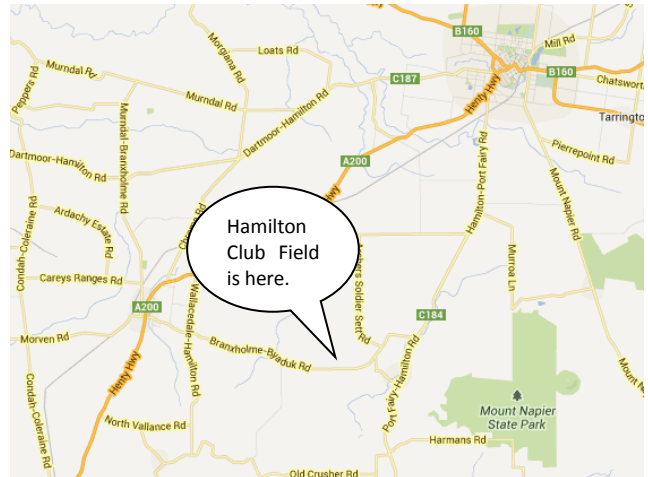 B160
Mill Rd
Morgiana Rd
Loats Rd
Murndal Rd
C187
B160
Chatswort
Peppers Rd
Murndal Rd
Henty Hwy
Tarrington
Dartmoor-Hamilton Rd
Murndal-Branxholme Rd
Pierrepoint Rd
A200
Dartmoor-Hamilton Rd
Hamilton-Port Fairy Rd
Mount Napier Rd
Ardachy Estate Rd
Hamilton
Club Field
is here.
Condah-Coleraine Rd
Murroa Ln
Careys Ranges Rd
Wallacedale-Hamilton Rd
A200
C184
Morven Rd
Branxholme-Byaduk Rd
Port Fairy-Hamilton Rd
Henty Hwy
Condah-Coleraine Rd
Mount Napier
State Park
North Vallance Rd
Harmans Rd
Old Crusher Rd